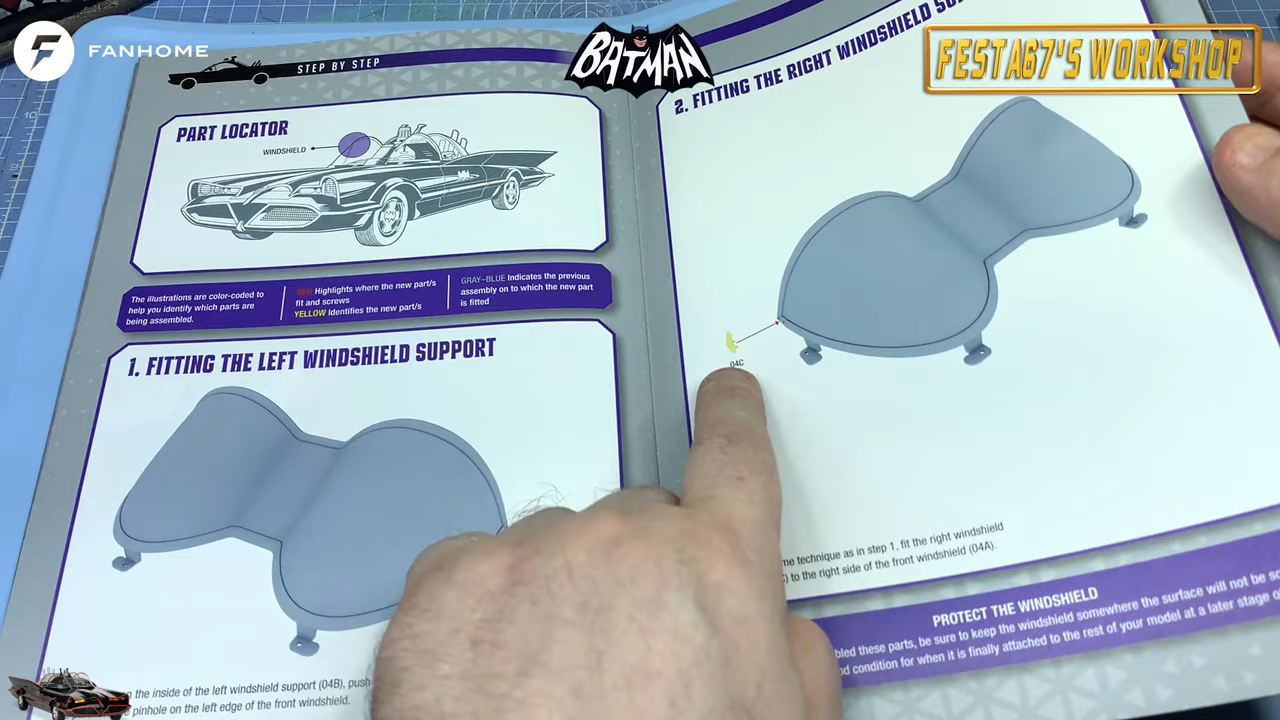 FANHOME
BATMAN
FESTA67'S WORKSHOP
STEP BY STEP
PART LOCATOR
WINDSHIELD
The illustrations are color-coded to
help you identify which parts are
being assembled.
RED Highlights where the new part/s
fit and screws
YELLOW Identifies the new part/s
GRAY–BLUE Indicates the previous
assembly on to which the new part
is fitted
1. FITTING THE LEFT WINDSHIELD SUPPORT
the inside of the left windshield support (04B), push
pinhole on the left edge of the front windshield.
2. FITTING THE RIGHT WINDSHIELD
04C
technique as in step 1, fit the right windshield
) to the right side of the front windshield (04A).
PROTECT THE WINDSHIELD
these parts, be sure to keep the windshield somewhere the surface will not be
condition for when it is finally attached to the rest of your model at a later stage